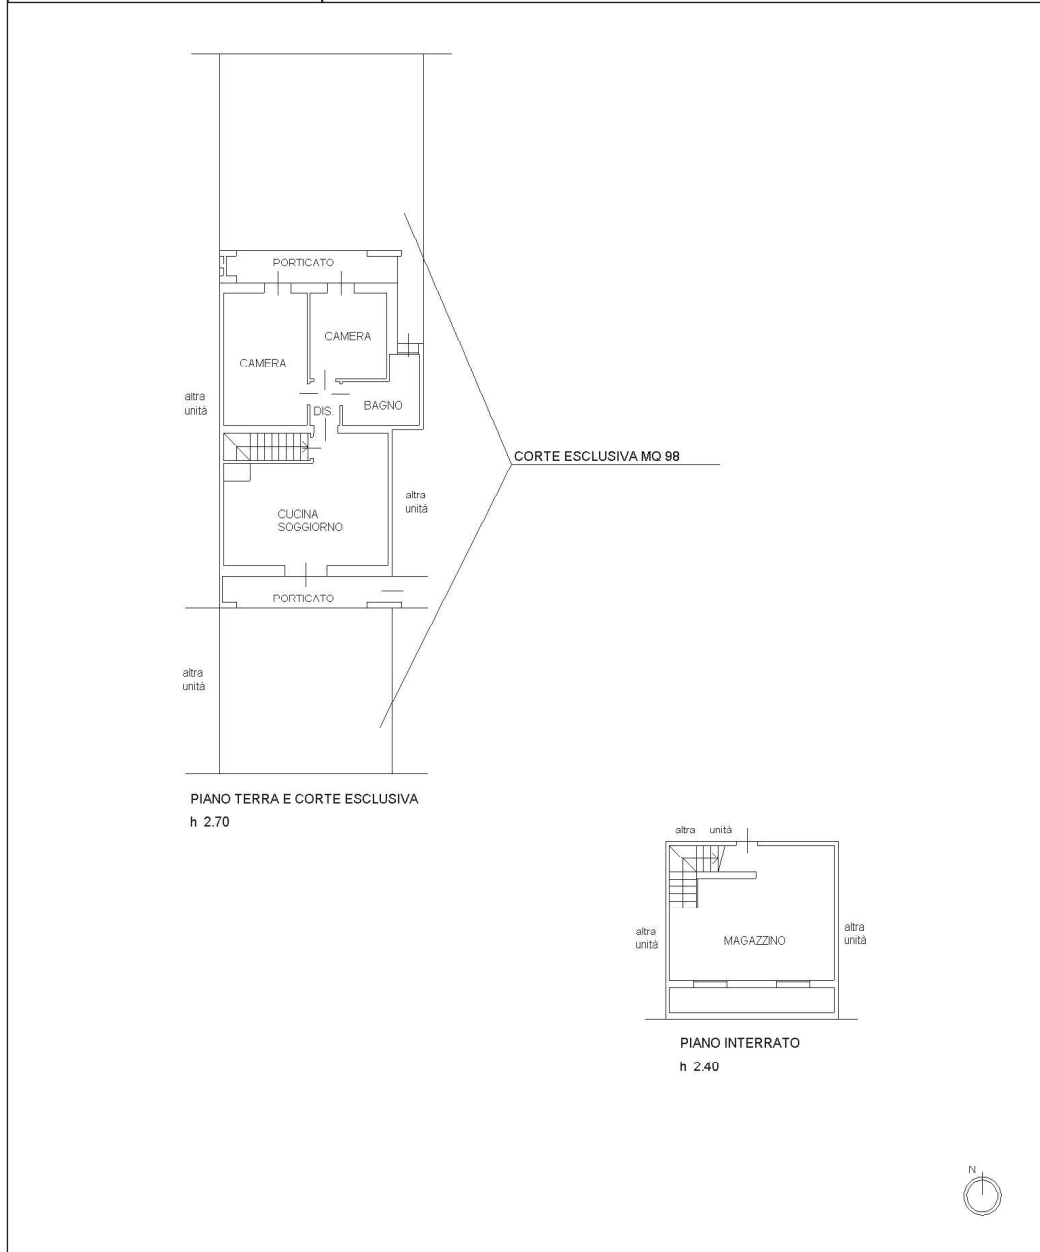 PORTICATO
CAMERA
CAMERA
altra
unità
DIS.
BAGNO
CORTE ESCLUSIVA MQ 98
altra
unità
CUCINA
SOGGIORNO
PORTICATO
altra
unità
PIANO TERRA E CORTE ESCLUSIVA
h 2.70
altra unità
altra
unità
MAGAZZINO
altra
unità
PIANO INTERRATO
h 2.40
N